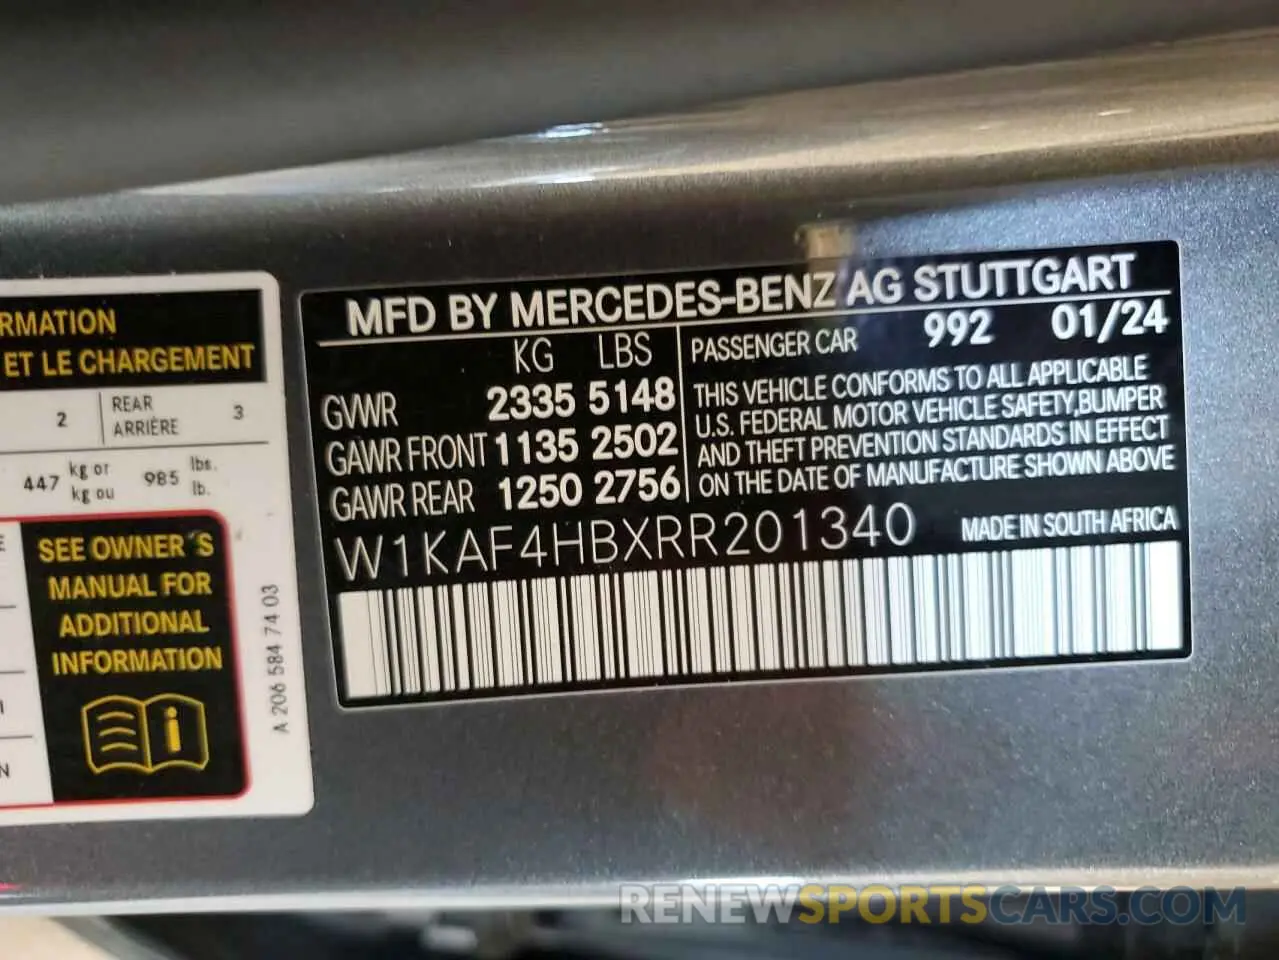 RMATION
ET LE CHARGEMENT
2 REAR ARRIÈRE 3
447 kg or kg ou 985 lbs. lb.
E
SEE OWNER´S
MANUAL FOR
ADDITIONAL
INFORMATION
N
A 206 584 74 03
MFD BY MERCEDES-BENZ AG STUTTGART
KG LBS
GVWR 2335 5148
GAWR FRONT 1135 2502
GAWR REAR 1250 2756
PASSENGER CAR 992 01/24
THIS VEHICLE CONFORMS TO ALL APPLICABLE
U.S. FEDERAL MOTOR VEHICLE SAFETY,BUMPER
AND THEFT PREVENTION STANDARDS IN EFFECT
ON THE DATE OF MANUFACTURE SHOWN ABOVE
W1KAF4HBXRR201340 MADE IN SOUTH AFRICA
RENEWSPORTSCARS.COM